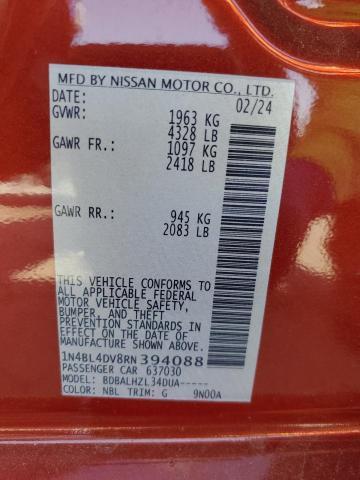 MFD BY NISSAN MOTOR CO., LTD.
DATE: 02/24
GVWR: 1963 KG
4328 LB
GAWR FR.: 1097 KG
2418 LB
GAWR RR.: 945 KG
2083 LB
THIS VEHICLE CONFORMS TO
ALL APPLICABLE FEDERAL
MOTOR VEHICLE SAFETY,
BUMPER, AND THEFT
PREVENTION STANDARDS IN
EFFECT ON THE DATE OF
MANUFACTURE SHOWN ABOVE.
1N4BL4DV8RN394088
PASSENGER CAR 637030
MODEL: BDBALHZL34DUA-----
COLOR: NBL TRIM: G 9N00A